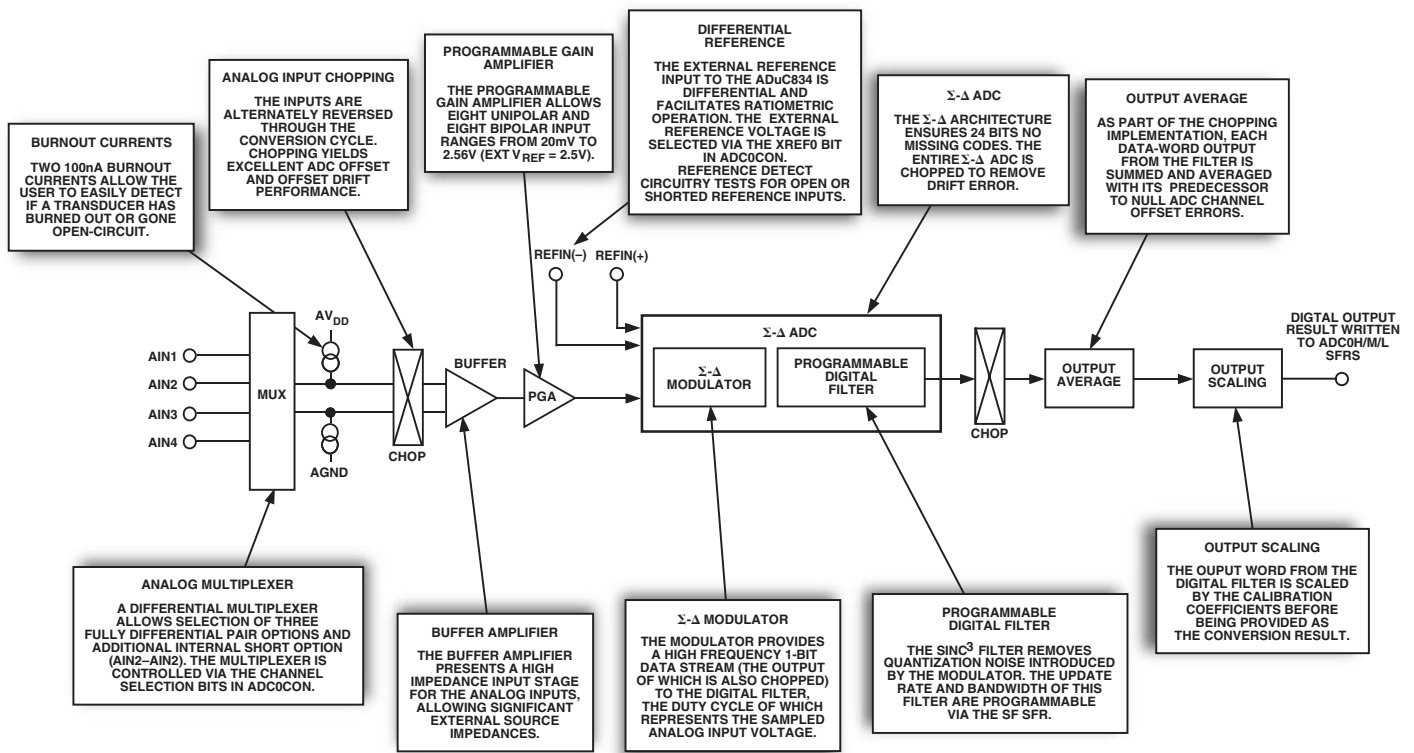 BURNOUT CURRENTS
TWO 100nA BURNOUT
CURRENTS ALLOW THE
USER TO EASILY DETECT
IF A TRANSDUCER HAS
BURNED OUT OR GONE
OPEN-CIRCUIT.
ANALOG INPUT CHOPPING
THE INPUTS ARE
ALTERNATELY REVERSED
THROUGH THE
CONVERSION CYCLE.
CHOPPING YIELDS
EXCELLENT ADC OFFSET
AND OFFSET DRIFT
PERFORMANCE.
PROGRAMMABLE GAIN
AMPLIFIER
THE PROGRAMMABLE
GAIN AMPLIFIER ALLOWS
EIGHT UNIPOLAR AND
EIGHT BIPOLAR INPUT
RANGES FROM 20mV TO
2.56V (EXT VREF = 2.5V).
DIFFERENTIAL
REFERENCE
THE EXTERNAL REFERENCE
INPUT TO THE ADuC834 IS
DIFFERENTIAL AND
FACILITATES RATIOMETRIC
OPERATION. THE EXTERNAL
REFERENCE VOLTAGE IS
SELECTED VIA THE XREF0 BIT
IN ADC0CON.
REFERENCE DETECT
CIRCUITRY TESTS FOR OPEN OR
SHORTED REFERENCE INPUTS.
Σ-Δ ADC
THE Σ-Δ ARCHITECTURE
ENSURES 24 BITS NO
MISSING CODES. THE
ENTIRE Σ-Δ ADC IS
CHOPPED TO REMOVE
DRIFT ERROR.
OUTPUT AVERAGE
AS PART OF THE CHOPPING
IMPLEMENTATION, EACH
DATA-WORD OUTPUT
FROM THE FILTER IS
SUMMED AND AVERAGED
WITH ITS PREDECESSOR
TO NULL ADC CHANNEL
OFFSET ERRORS.
REFIN(–) REFIN(+)
AIN1
AIN2
AIN3
AIN4
MUX
AVDD
AGND
CHOP
BUFFER
PGA
Σ-Δ ADC
Σ-Δ
MODULATOR
PROGRAMMABLE
DIGITAL
FILTER
CHOP
OUTPUT
AVERAGE
OUTPUT
SCALING
DIGTAL OUTPUT
RESULT WRITTEN
TO ADC0H/M/L
SFRS
ANALOG MULTIPLEXER
A DIFFERENTIAL MULTIPLEXER
ALLOWS SELECTION OF THREE
FULLY DIFFERENTIAL PAIR OPTIONS AND
ADDITIONAL INTERNAL SHORT OPTION
(AIN2–AIN2). THE MULTIPLEXER IS
CONTROLLED VIA THE CHANNEL
SELECTION BITS IN ADC0CON.
BUFFER AMPLIFIER
THE BUFFER AMPLIFIER
PRESENTS A HIGH
IMPEDANCE INPUT STAGE
FOR THE ANALOG INPUTS,
ALLOWING SIGNIFICANT
EXTERNAL SOURCE
IMPEDANCES.
Σ-Δ MODULATOR
THE MODULATOR PROVIDES
A HIGH FREQUENCY 1-BIT
DATA STREAM (THE OUTPUT
OF WHICH IS ALSO CHOPPED)
TO THE DIGITAL FILTER,
THE DUTY CYCLE OF WHICH
REPRESENTS THE SAMPLED
ANALOG INPUT VOLTAGE.
PROGRAMMABLE
DIGITAL FILTER
THE SINC³ FILTER REMOVES
QUANTIZATION NOISE INTRODUCED
BY THE MODULATOR. THE UPDATE
RATE AND BANDWIDTH OF THIS
FILTER ARE PROGRAMMABLE
VIA THE SF SFR.
OUTPUT SCALING
THE OUPUT WORD FROM THE
DIGITAL FILTER IS SCALED
BY THE CALIBRATION
COEFFICIENTS BEFORE
BEING PROVIDED AS
THE CONVERSION RESULT.